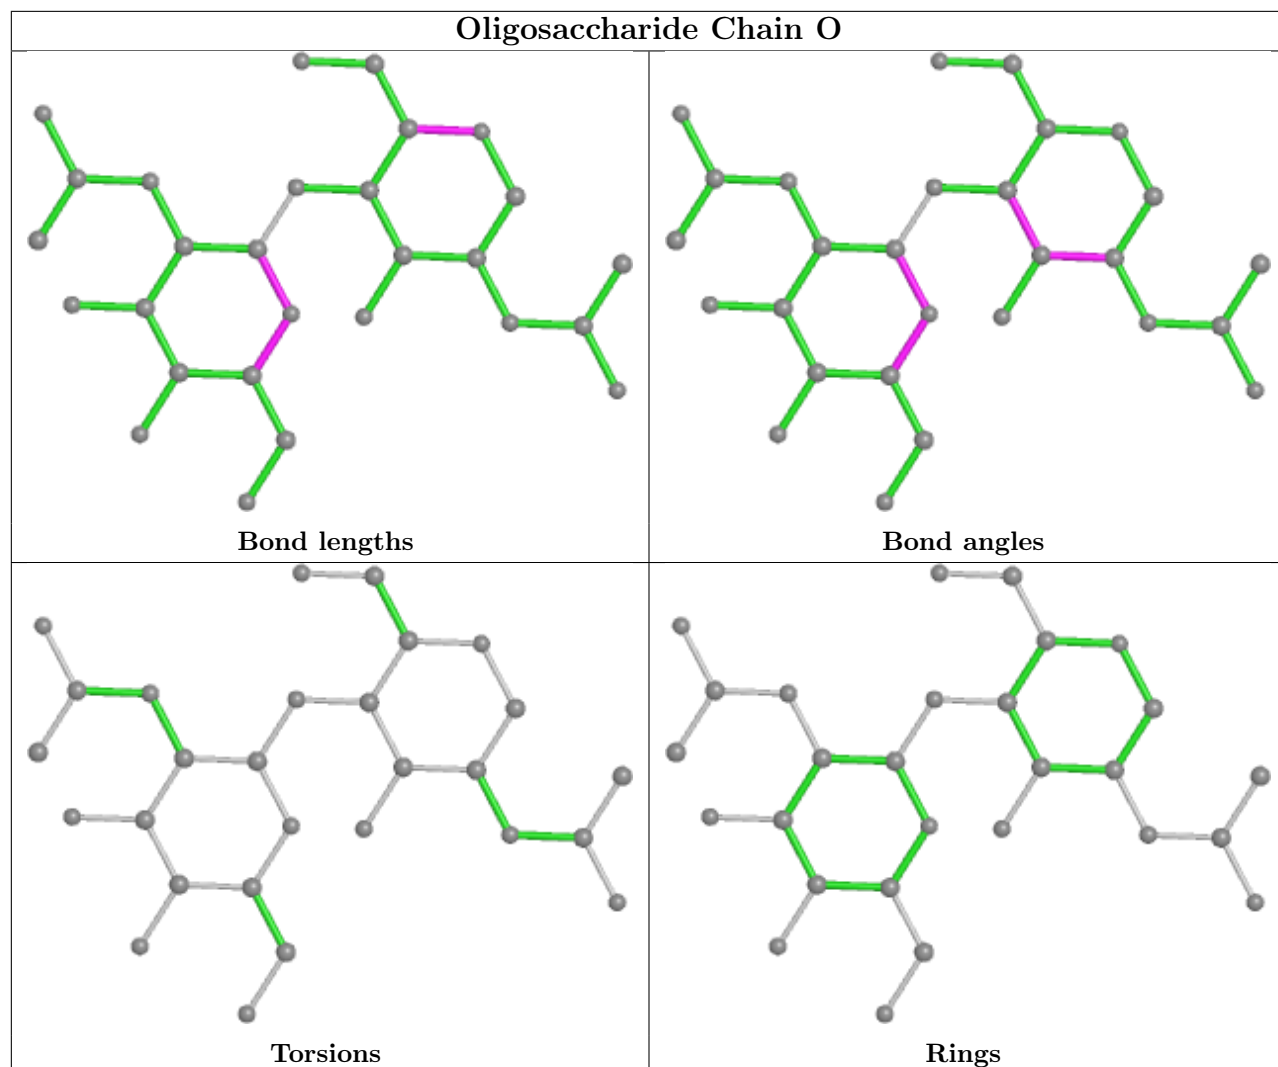 Oligosaccharide Chain O
Bond lengths
Bond angles
Torsions
Rings